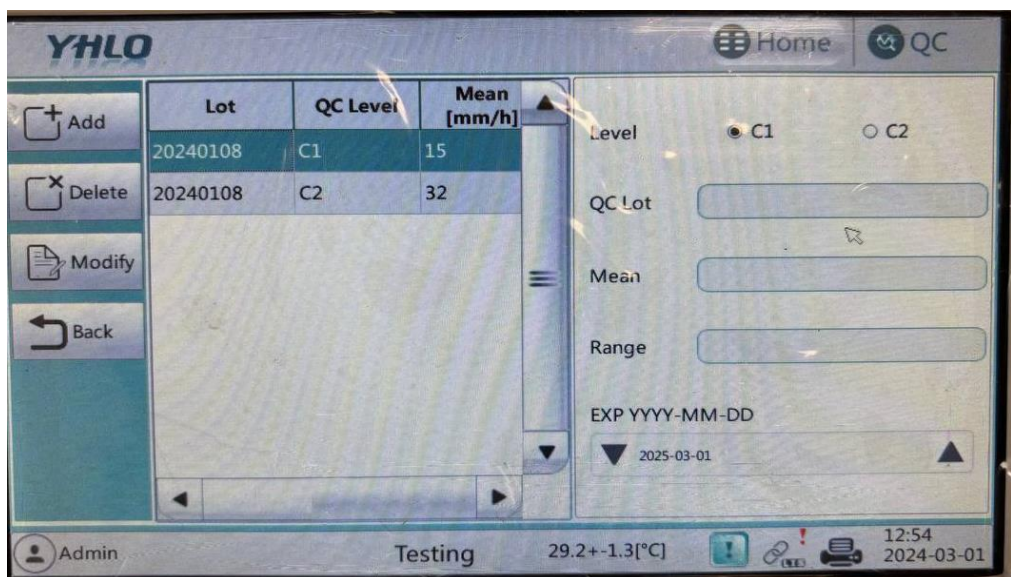 YHLO
Home
QC
Add
Delete
Modify
Back
Lot QC Level Mean [mm/h]
20240108 C1 15
20240108 C2 32
Level C1 C2
QC Lot
Mean
Range
EXP YYYY-MM-DD
2025-03-01
Admin Testing 29.2+-1.3[°C] 12:54
2024-03-01